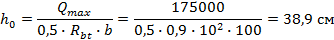 h₀ = Q_max / (0,5 · R_bt · b) = 175000 / (0,5 · 0,9 · 10² · 100) = 38,9 см